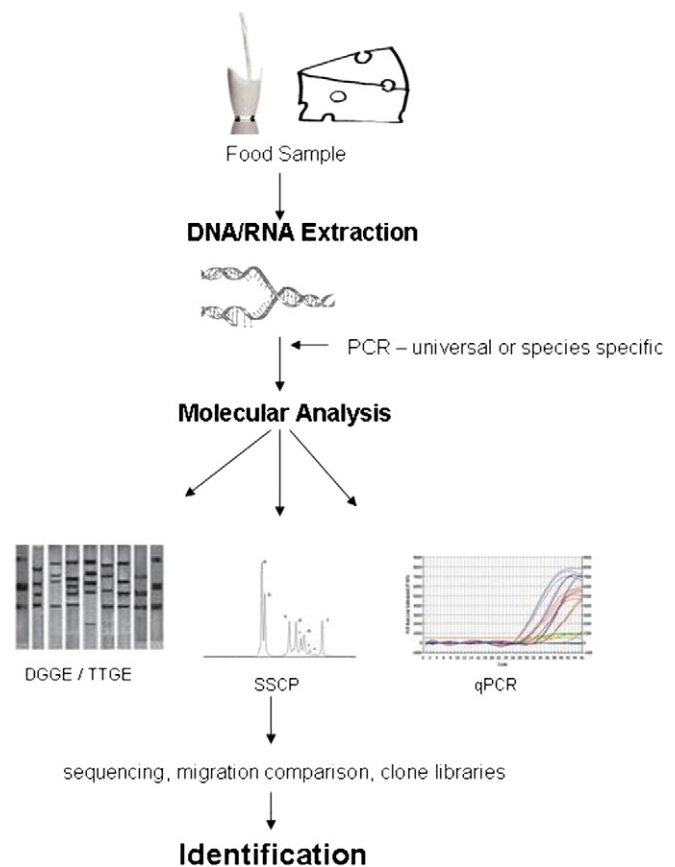 Food Sample
DNA/RNA Extraction
PCR – universal or species specific
Molecular Analysis
DGGE / TTGE
SSCP
qPCR
sequencing, migration comparison, clone libraries
Identification